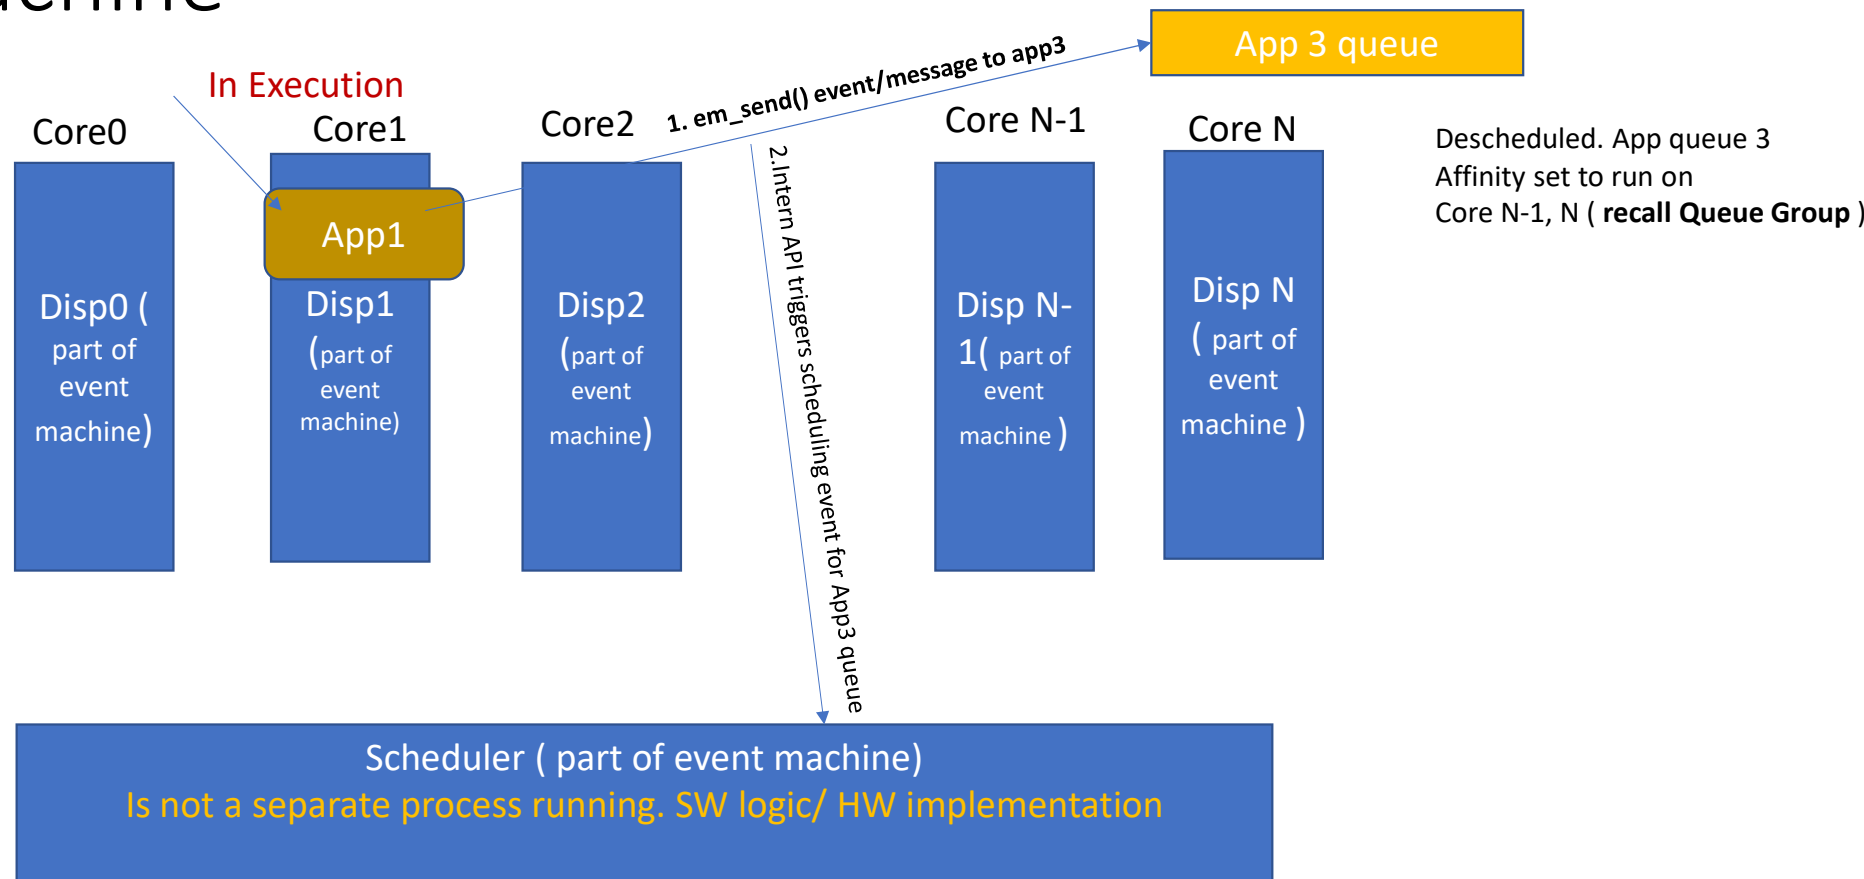 In Execution
1. em_send() event/message to app3
App 3 queue
Core0
Core1
Core2
Core N-1
Core N
Descheduled. App queue 3
Affinity set to run on
Core N-1, N ( recall Queue Group )
App1
Disp0 (
part of
event
machine)
Disp1
(part of
event
machine)
Disp2
(part of
event
machine)
2.Intern API triggers scheduling event for App3 queue
Disp N-
1( part of
event
machine )
Disp N
( part of
event
machine )
Scheduler ( part of event machine)
Is not a separate process running. SW logic/ HW implementation